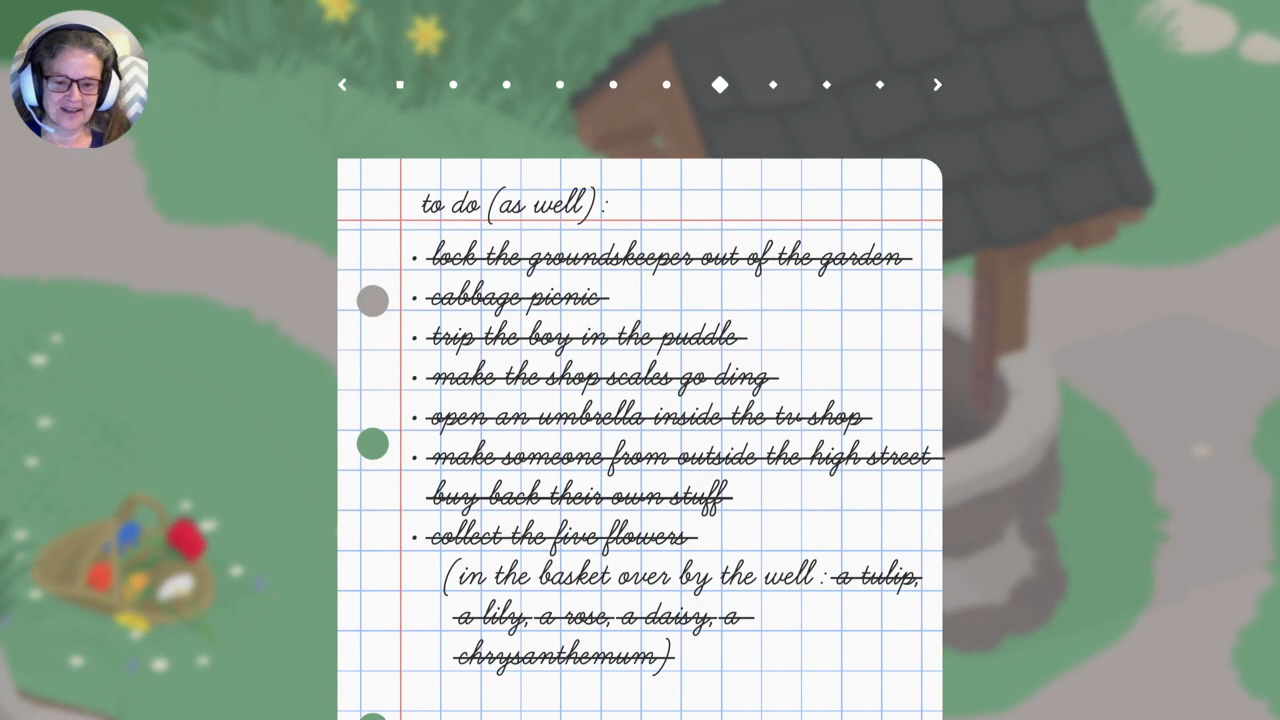 to do (as well) :
• lock the groundskeeper out of the garden
• cabbage picnic
• trip the boy in the puddle
• make the shop scales go ding
• open an umbrella inside the tv shop
• make someone from outside the high street
buy back their own stuff
• collect the five flowers
(in the basket over by the well : a tulip,
a lily, a rose, a daisy, a
chrysanthemum)